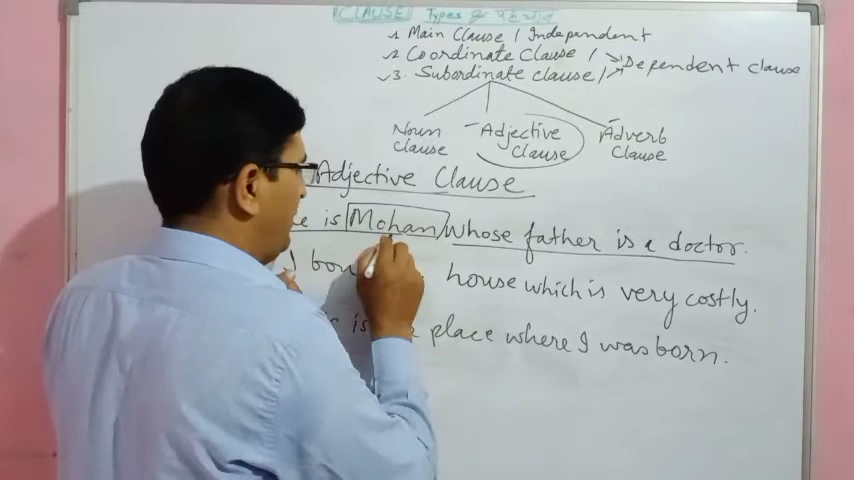 CLAUSE Types of
1 Main Clause / Independent
2 Coordinate Clause /
Dependent clause
3. Subordinate clause /
Noun Clause
Adjective Clause
Adverb Clause
Adjective Clause
is Mohan / whose father is a doctor.
I house which is very costly.
is place where I was born.